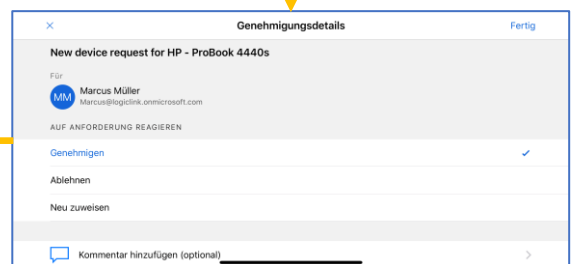 × Genehmigungsdetails Fertig
New device request for HP - ProBook 4440s
Für
MM Marcus Müller
Marcus@logiclink.onmicrosoft.com
AUF ANFORDERUNG REAGIEREN
Genehmigen
Ablehnen
Neu zuweisen
Kommentar hinzufügen (optional)